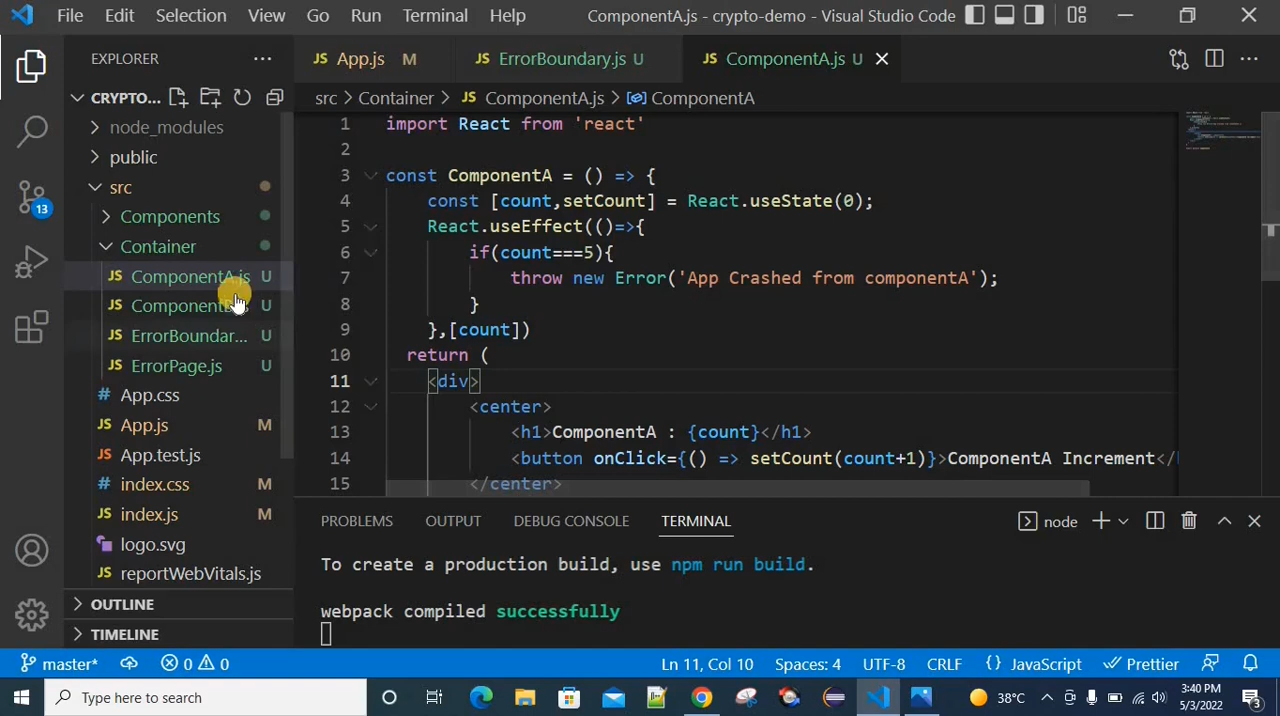 File Edit Selection View Go Run Terminal Help ComponentA.js - crypto-demo - Visual Studio Code
EXPLORER
App.js M ErrorBoundary.js U ComponentA.js U
CRYPTO...
src > Container > JS ComponentA.js > ComponentA
node_modules
public
src
Components
Container
JS ComponentA.js U
JS U
JS ErrorBoundar... U
JS ErrorPage.js U
# App.css
JS App.js M
JS App.test.js
# index.css M
JS index.js M
logo.svg
JS reportWebVitals.js
OUTLINE
TIMELINE
13
1 import React from 'react'
2
3 const ComponentA = () => {
4 const [count,setCount] = React.useState(0);
5 React.useEffect(()=>{
6 if(count===5){
7 throw new Error('App Crashed from componentA');
8 }
9 },[count])
10 return (
11 <div>
12 <center>
13 <h1>ComponentA : {count}</h1>
14 <button onClick={() => setCount(count+1)}>ComponentA Increment</
15 </center>
PROBLEMS OUTPUT DEBUG CONSOLE TERMINAL node
To create a production build, use npm run build.
webpack compiled successfully
master* 0 0 Ln 11, Col 10 Spaces: 4 UTF-8 CRLF {} JavaScript Prettier
Type here to search 38°C 3:40 PM
5/3/2022 3